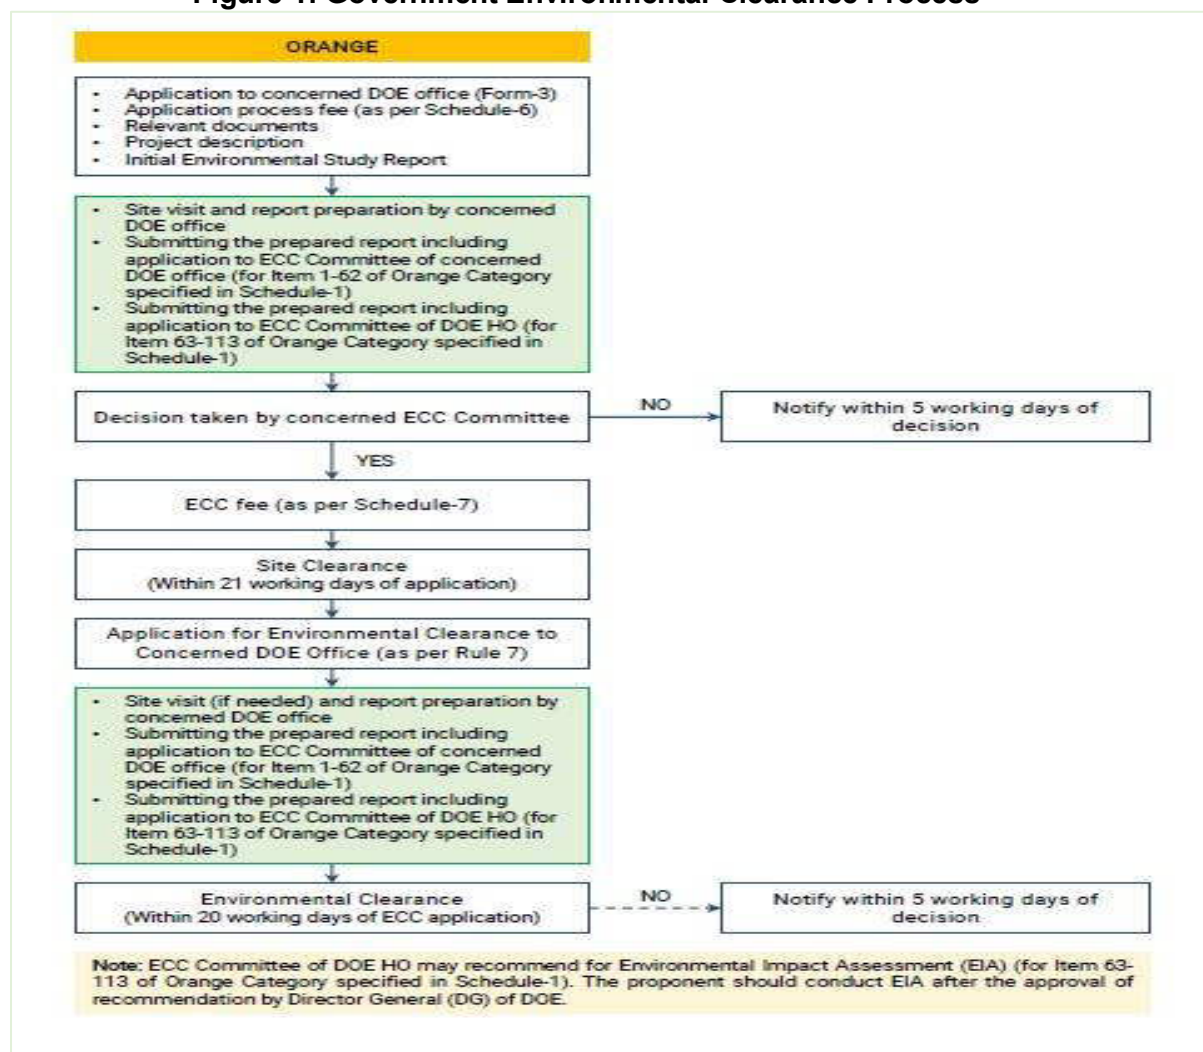 Figure 1: Government Environmental Clearance Process
ORANGE
• Application to concerned DOE office (Form-3)
• Application process fee (as per Schedule-6)
• Relevant documents
• Project description
• Initial Environmental Study Report
• Site visit and report preparation by concerned
DOE office
• Submitting the prepared report including
application to ECC Committee of concerned
DOE office (for Item 1-62 of Orange Category
specified in Schedule-1)
• Submitting the prepared report including
application to ECC Committee of DOE HO (for
Item 63-113 of Orange Category specified in
Schedule-1)
Decision taken by concerned ECC Committee
NO
Notify within 5 working days of
decision
YES
ECC fee (as per Schedule-7)
Site Clearance
(Within 21 working days of application)
Application for Environmental Clearance to
Concerned DOE Office (as per Rule 7)
• Site visit (if needed) and report preparation by
concerned DOE office
• Submitting the prepared report including
application to ECC Committee of concerned
DOE office (for Item 1-62 of Orange Category
specified in Schedule-1)
• Submitting the prepared report including
application to ECC Committee of DOE HO (for
Item 63-113 of Orange Category specified in
Schedule-1)
Environmental Clearance
(Within 20 working days of ECC application)
NO
Notify within 5 working days of
decision
Note: ECC Committee of DOE HO may recommend for Environmental Impact Assessment (EIA) (for Item 63-
113 of Orange Category specified in Schedule-1). The proponent should conduct EIA after the approval of
recommendation by Director General (DG) of DOE.